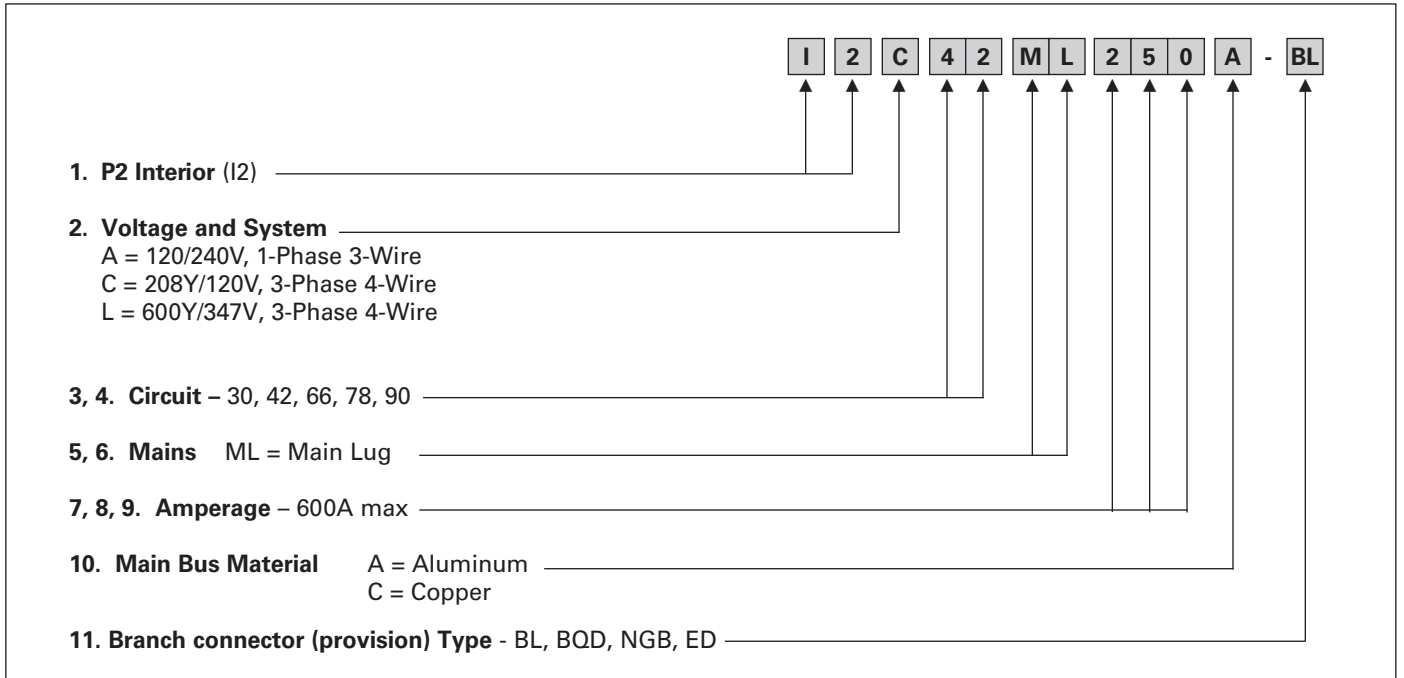 I 2 C 4 2 M L 2 5 0 A - BL
1. P2 Interior (I2)
2. Voltage and System
A = 120/240V, 1-Phase 3-Wire
C = 208Y/120V, 3-Phase 4-Wire
L = 600Y/347V, 3-Phase 4-Wire
3, 4. Circuit – 30, 42, 66, 78, 90
5, 6. Mains ML = Main Lug
7, 8, 9. Amperage – 600A max
10. Main Bus Material A = Aluminum
C = Copper
11. Branch connector (provision) Type - BL, BQD, NGB, ED